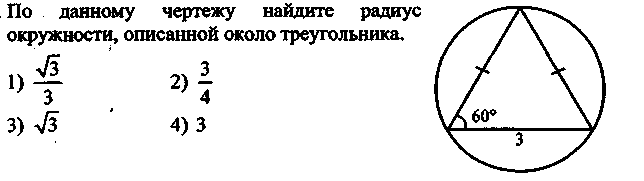 По данному чертежу найдите радиус
окружности, описанной около треугольника.
1) √3/3 2) 3/4
3) √3 4) 3
60°
3